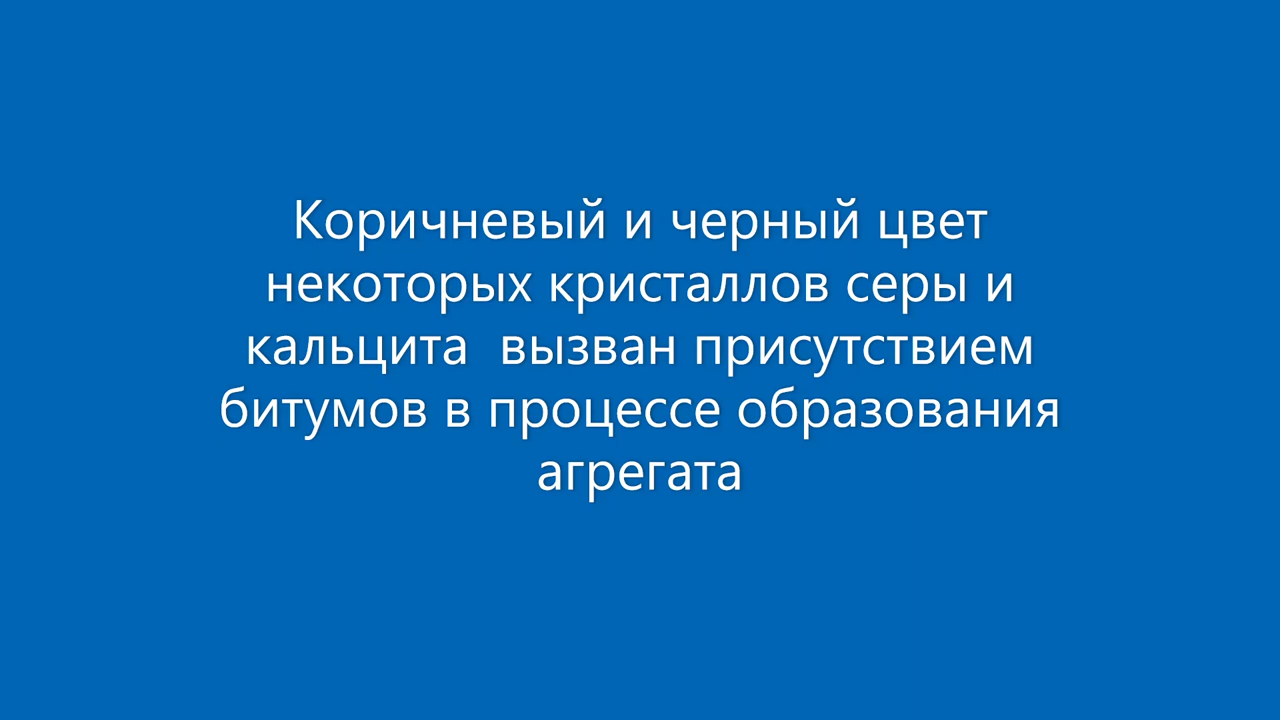 Коричневый и черный цвет
некоторых кристаллов серы и
кальцита  вызван присутствием
битумов в процессе образования
агрегата